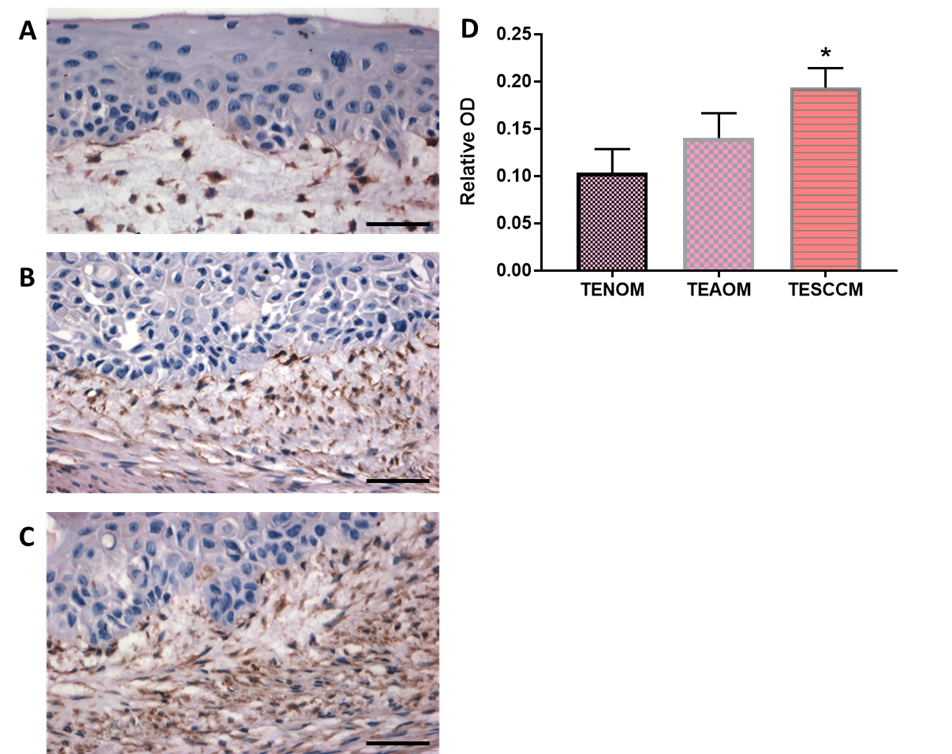 A
B
C
D
Relative OD
0.25
0.20
0.15
0.10
0.05
0.00
*
TENOM TEAOM TESCCM